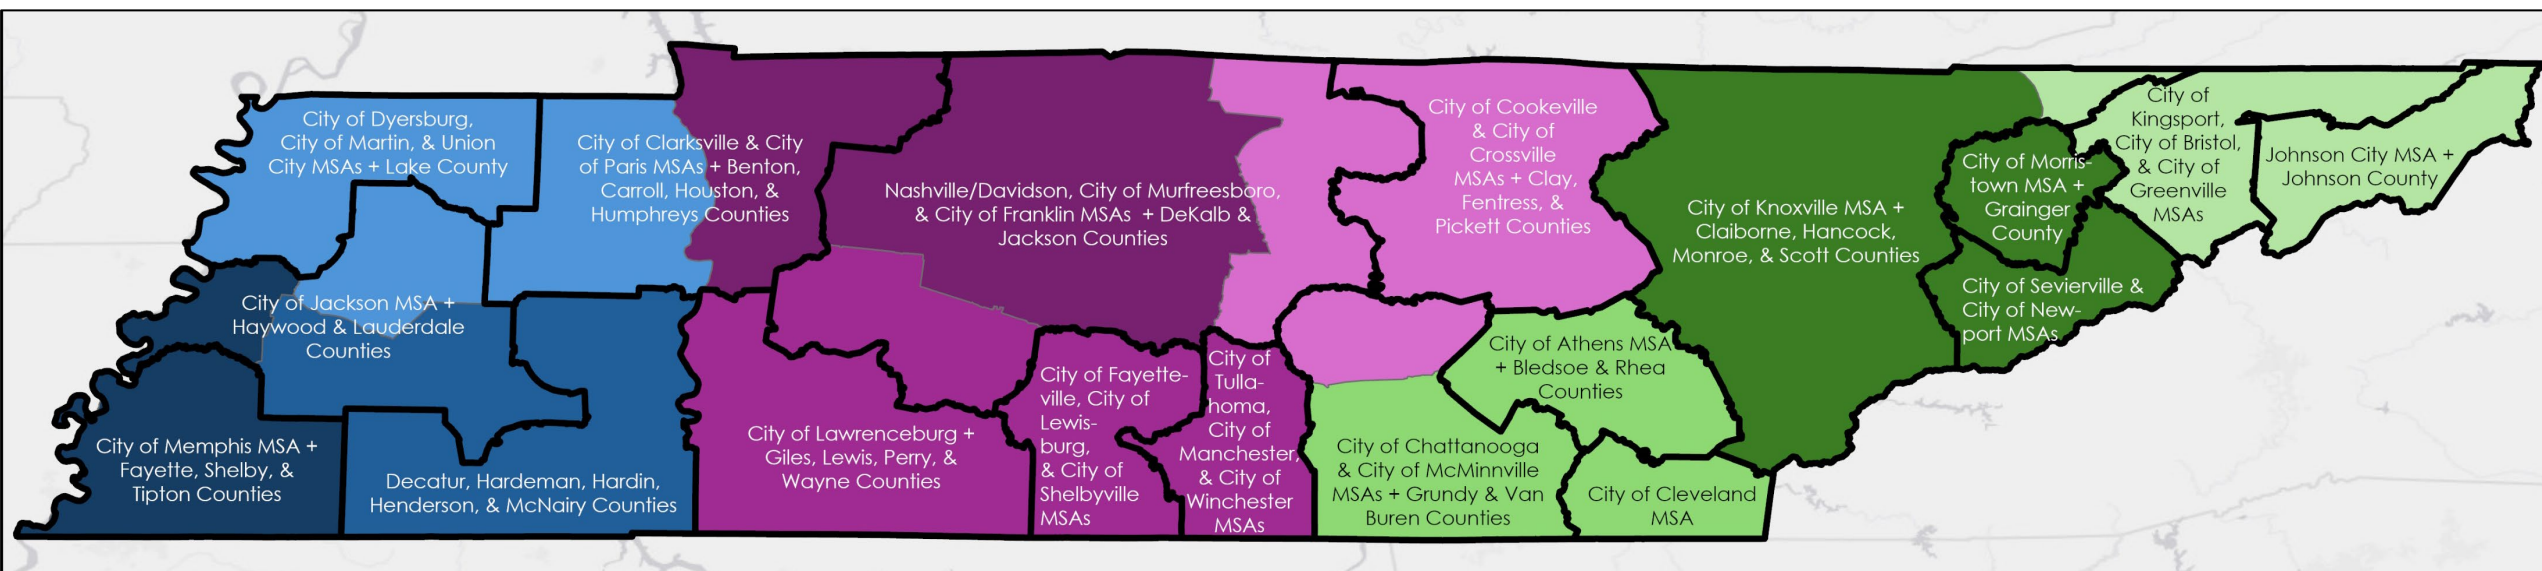 City of Dyersburg,
City of Martin, & Union
City MSAs + Lake County
City of Clarksville & City
of Paris MSAs + Benton,
Carroll, Houston, &
Humphreys Counties
City of Jackson MSA +
Haywood & Lauderdale
Counties
City of Memphis MSA +
Fayette, Shelby, &
Tipton Counties
Decatur, Hardeman, Hardin,
Henderson, & McNairy Counties
Nashville/Davidson, City of Murfreesboro,
& City of Franklin MSAs + DeKalb &
Jackson Counties
City of Lawrenceburg +
Giles, Lewis, Perry, &
Wayne Counties
City of Fayette-
ville, City of
Lewis-
burg,
& City of
Shelbyville
MSAs
City of
Tulla-
homa,
City of
Manchester,
& City of
Winchester
MSAs
City of Cookeville
& City of
Crossville
MSAs + Clay,
Fentress, &
Pickett Counties
City of Athens MSA
+ Bledsoe & Rhea
Counties
City of Chattanooga
& City of McMinnville
MSAs + Grundy & Van
Buren Counties
City of Cleveland
MSA
City of Knoxville MSA +
Claiborne, Hancock,
Monroe, & Scott Counties
City of Morris-
town MSA +
Grainger
County
City of Sevierville &
City of New-
port MSAs
City of
Kingsport,
City of Bristol,
& City of
Greenville
MSAs
Johnson City MSA +
Johnson County